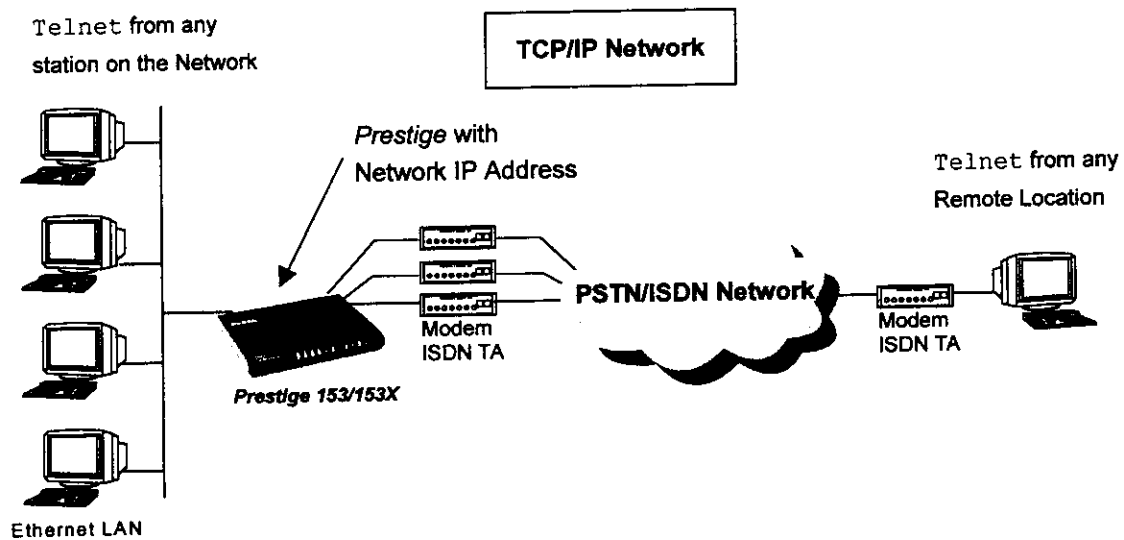 Telnet from any
station on the Network
TCP/IP Network
Prestige with
Network IP Address
Telnet from any
Remote Location
PSTN/ISDN Network
Modem
ISDN TA
Modem
ISDN TA
Prestige 153/153X
Ethernet LAN